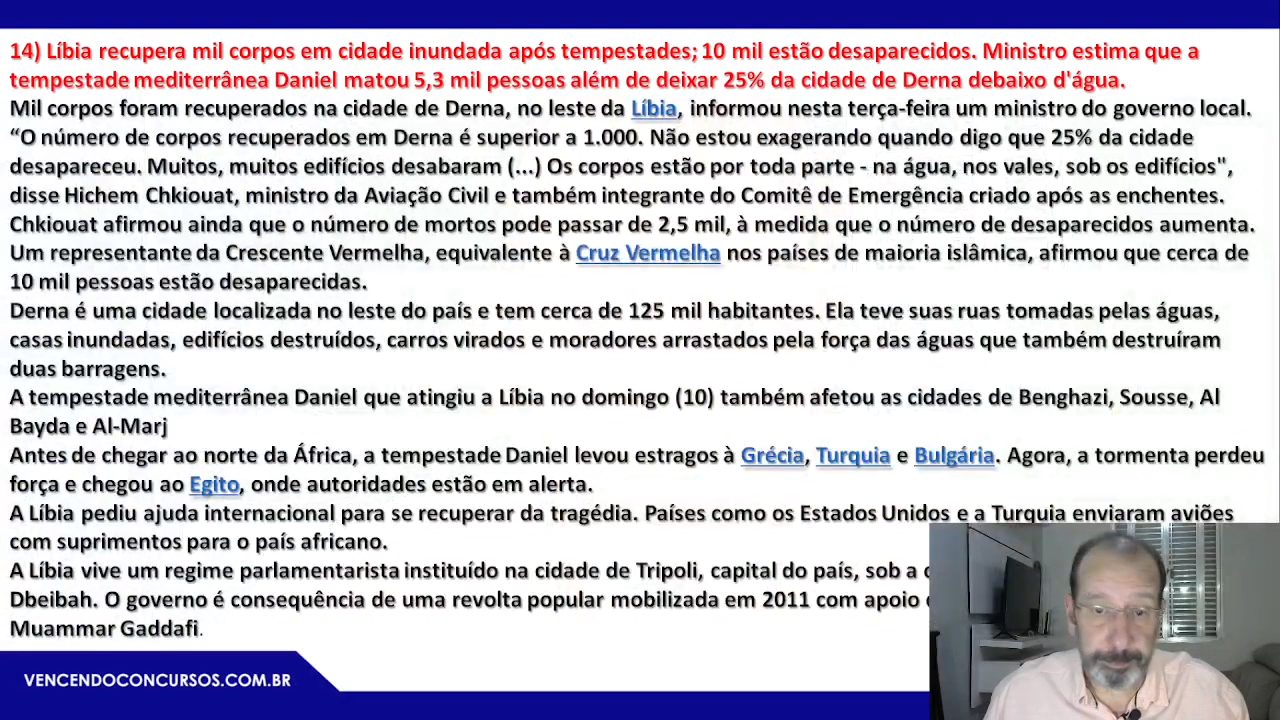 14) Líbia recupera mil corpos em cidade inundada após tempestades; 10 mil estão desaparecidos. Ministro estima que a
tempestade mediterrânea Daniel matou 5,3 mil pessoas além de deixar 25% da cidade de Derna debaixo d'água.
Mil corpos foram recuperados na cidade de Derna, no leste da Líbia, informou nesta terça-feira um ministro do governo local.
“O número de corpos recuperados em Derna é superior a 1.000. Não estou exagerando quando digo que 25% da cidade
desapareceu. Muitos, muitos edifícios desabaram (...) Os corpos estão por toda parte - na água, nos vales, sob os edifícios",
disse Hichem Chkiouat, ministro da Aviação Civil e também integrante do Comitê de Emergência criado após as enchentes.
Chkiouat afirmou ainda que o número de mortos pode passar de 2,5 mil, à medida que o número de desaparecidos aumenta.
Um representante da Crescente Vermelha, equivalente à Cruz Vermelha nos países de maioria islâmica, afirmou que cerca de
10 mil pessoas estão desaparecidas.
Derna é uma cidade localizada no leste do país e tem cerca de 125 mil habitantes. Ela teve suas ruas tomadas pelas águas,
casas inundadas, edifícios destruídos, carros virados e moradores arrastados pela força das águas que também destruíram
duas barragens.
A tempestade mediterrânea Daniel que atingiu a Líbia no domingo (10) também afetou as cidades de Benghazi, Sousse, Al
Bayda e Al-Marj
Antes de chegar ao norte da África, a tempestade Daniel levou estragos à Grécia, Turquia e Bulgária. Agora, a tormenta perdeu
força e chegou ao Egito, onde autoridades estão em alerta.
A Líbia pediu ajuda internacional para se recuperar da tragédia. Países como os Estados Unidos e a Turquia enviaram aviões
com suprimentos para o país africano.
A Líbia vive um regime parlamentarista instituído na cidade de Tripoli, capital do país, sob a
Dbeibah. O governo é consequência de uma revolta popular mobilizada em 2011 com apoio
Muammar Gaddafi.
VENCENDOCONCURSOS.COM.BR